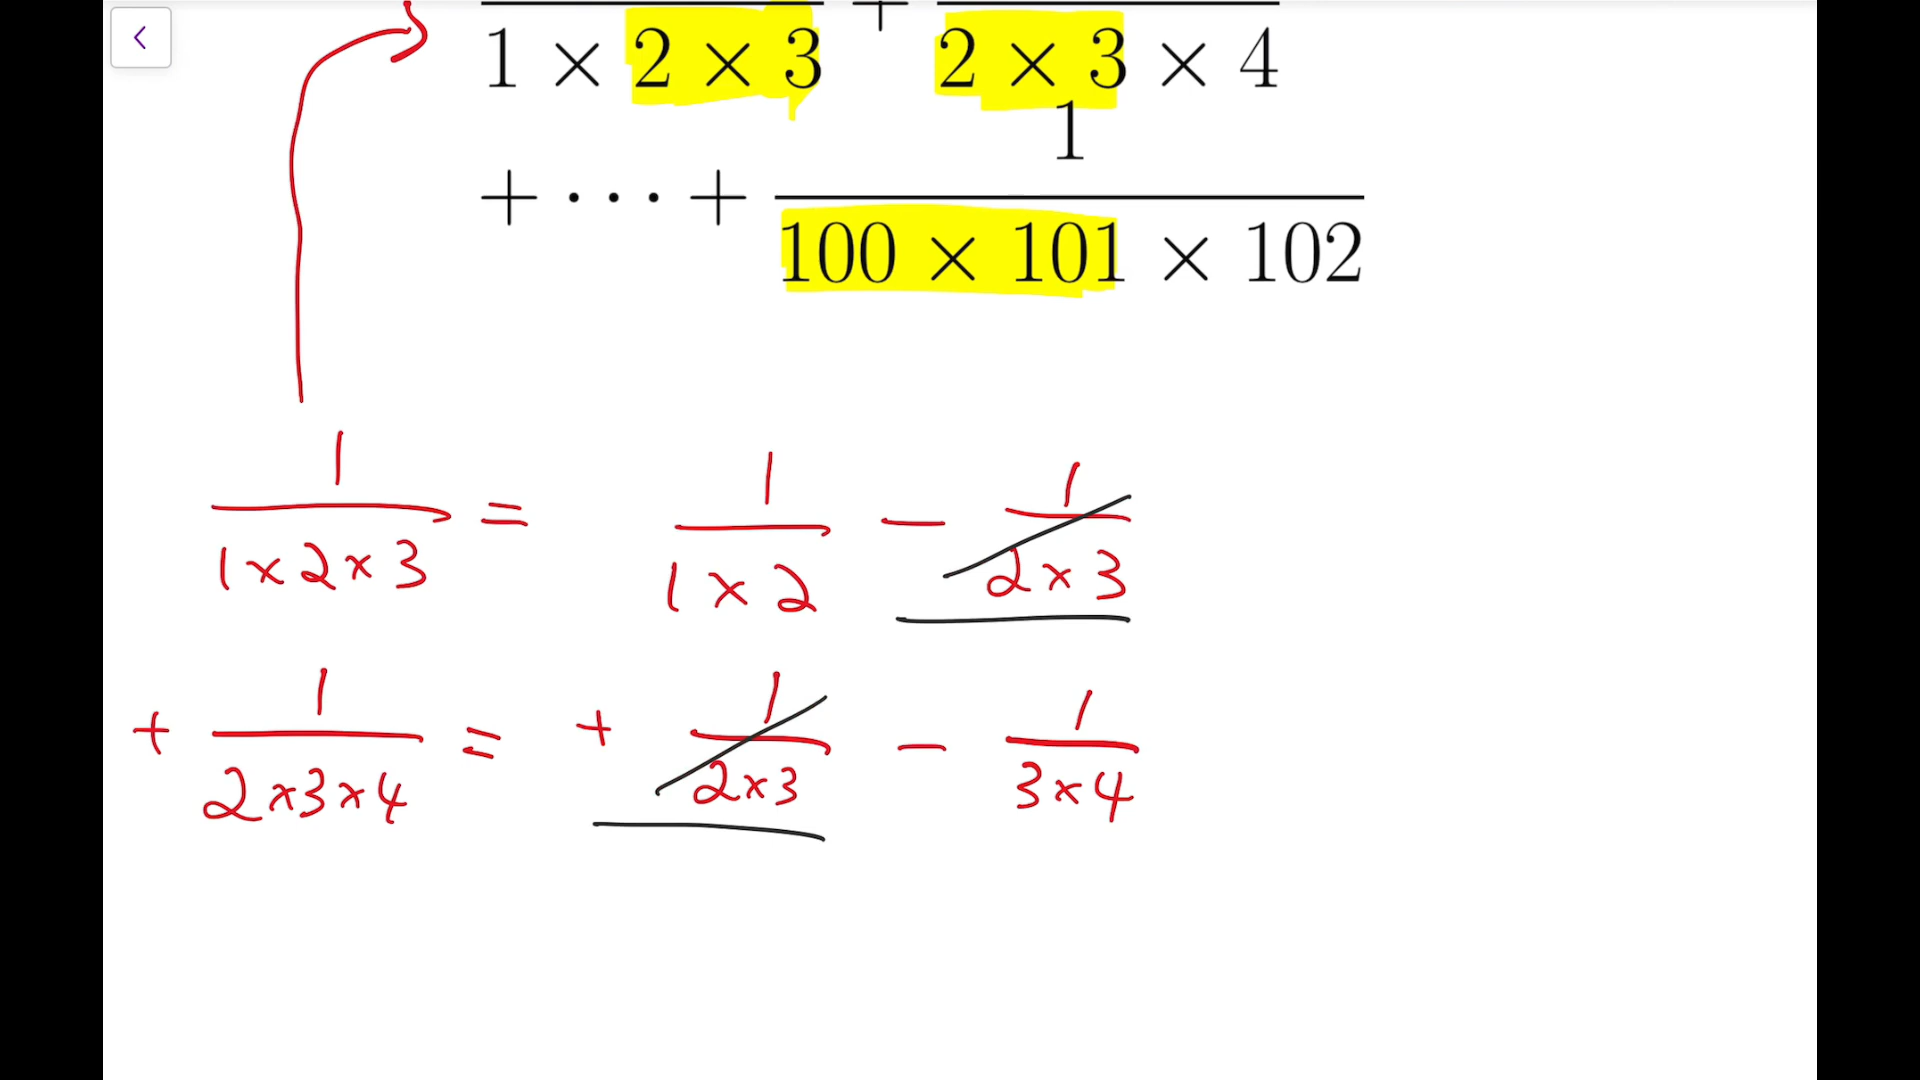 1 × 2 × 3 + 2 × 3 × 4
+ ⋯ + 1 / 100 × 101 × 102
1 / 1 × 2 × 3 = 1 / 1 × 2 − 1 / 2 × 3
+ 1 / 2 × 3 × 4 = + 1 / 2 × 3 − 1 / 3 × 4